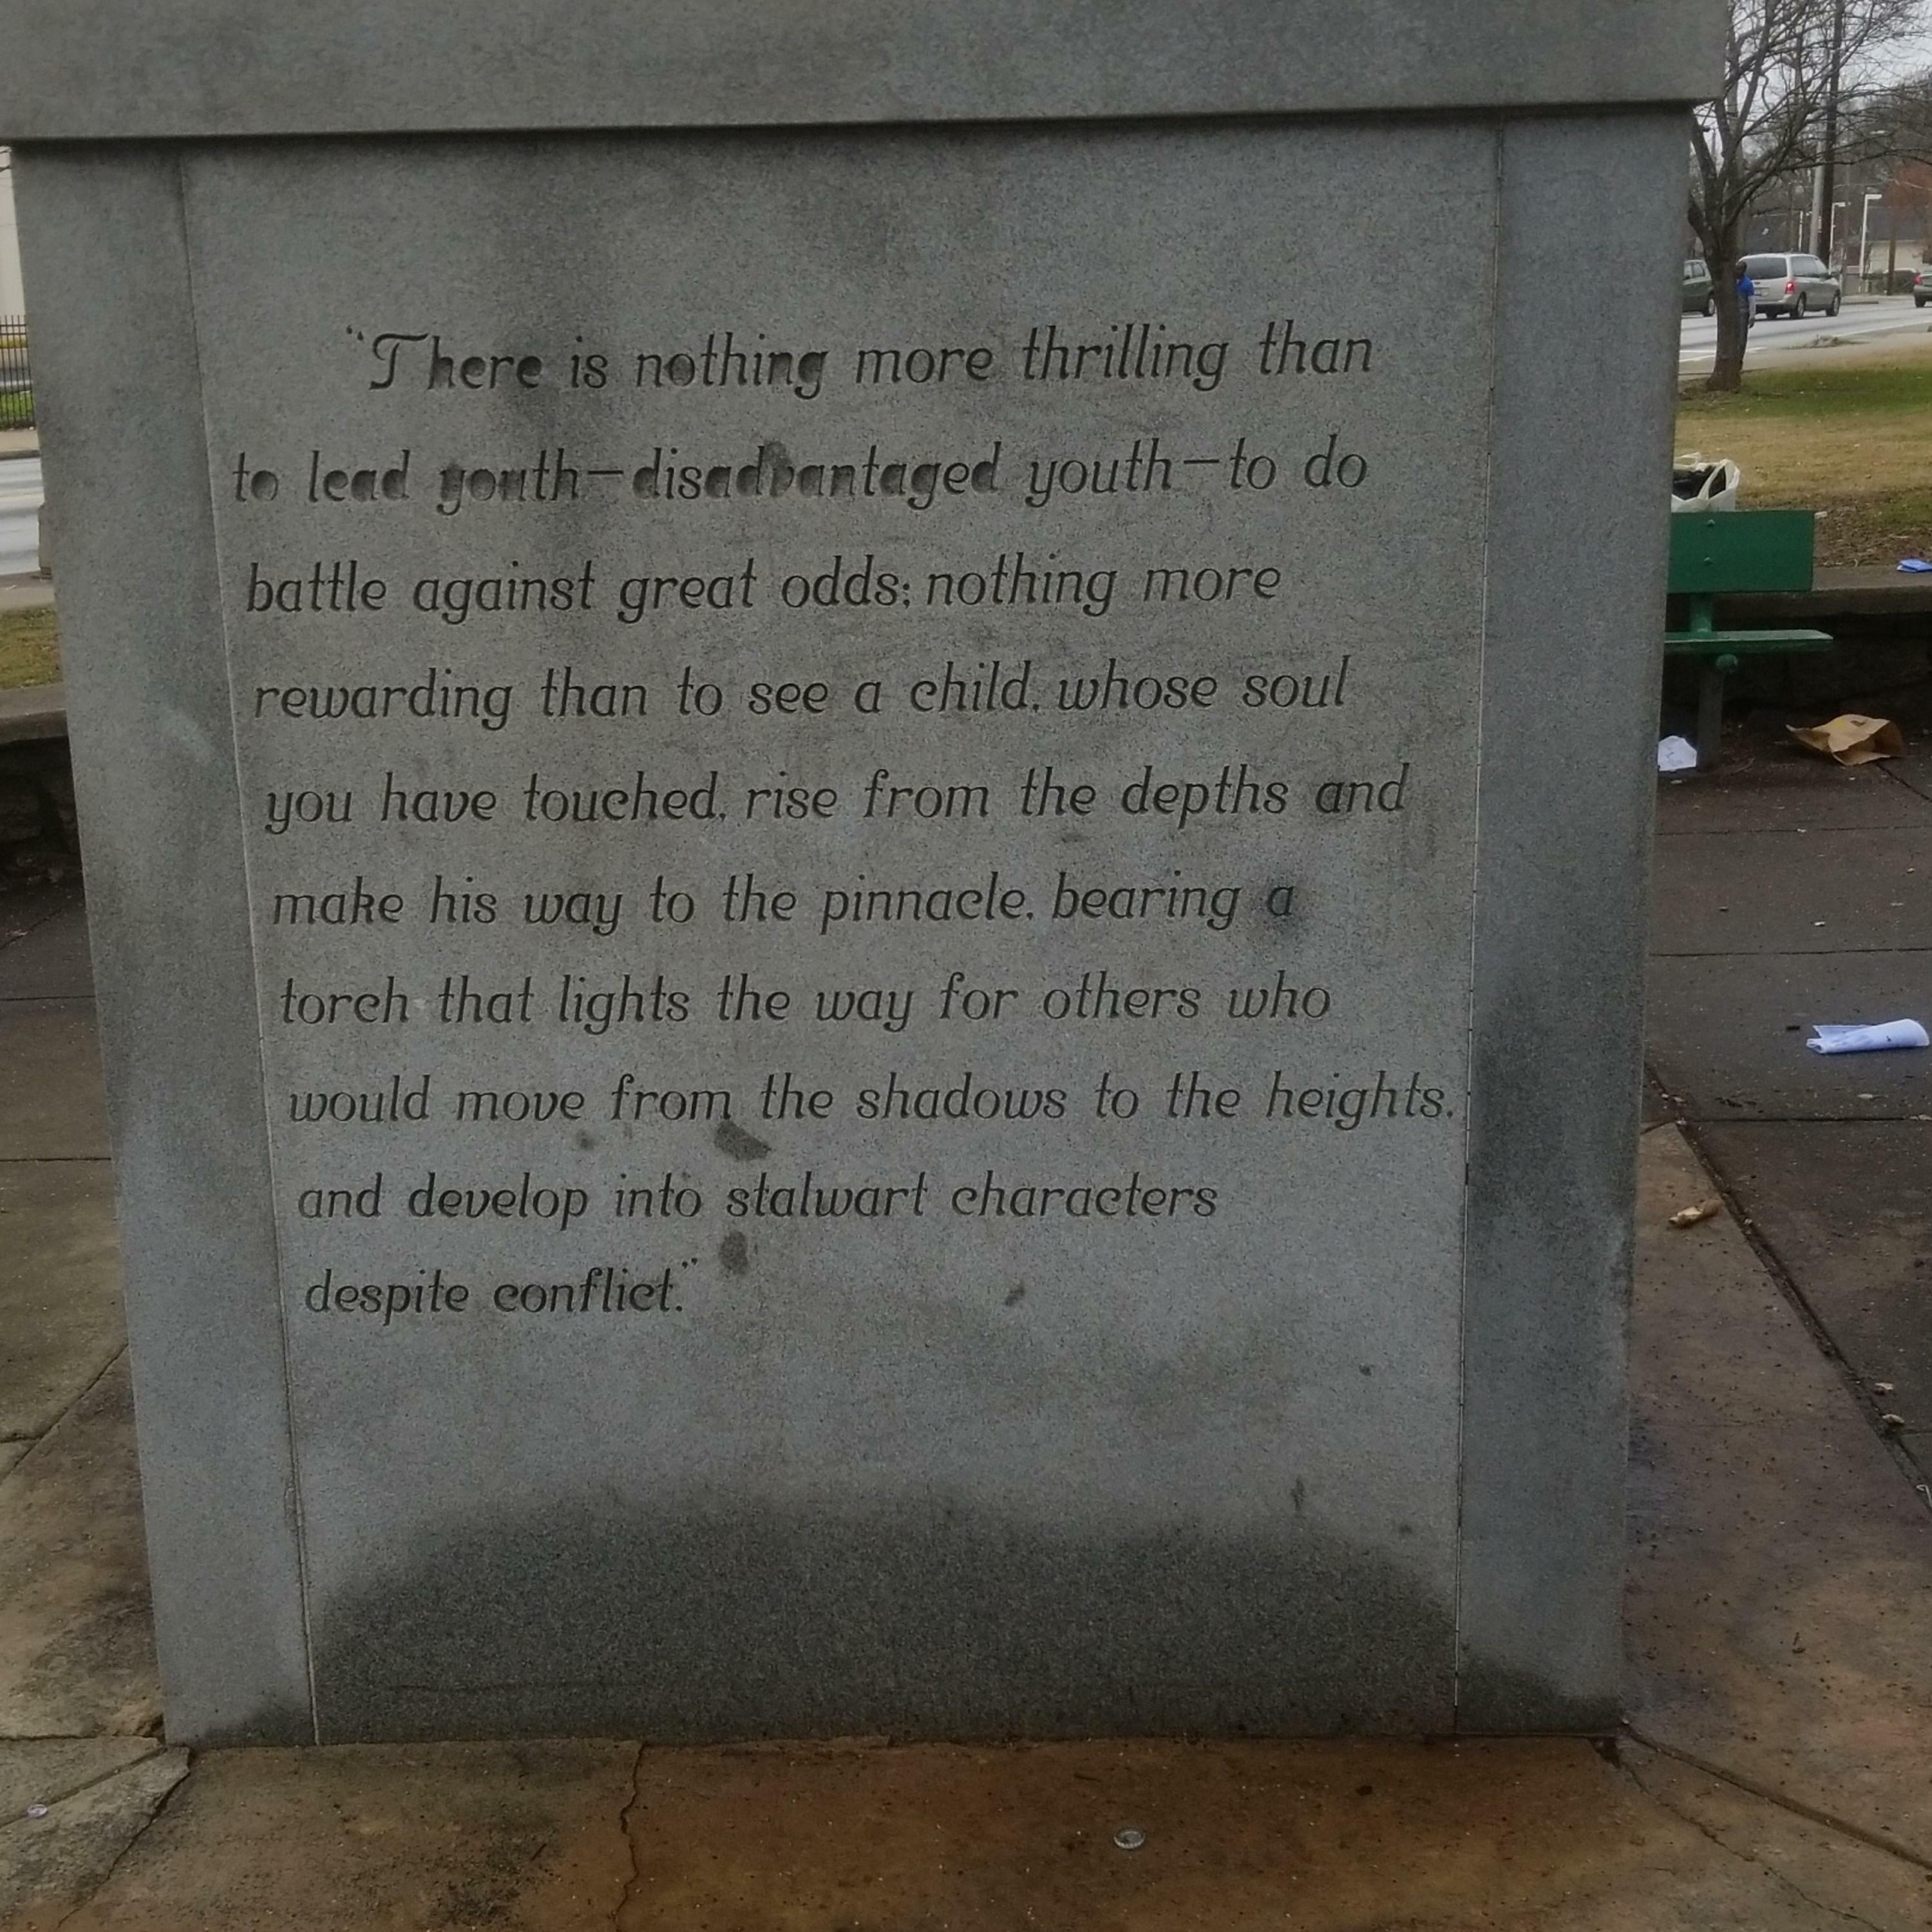 “There is nothing more thrilling than
to lead youth—disadvantaged youth—to do
battle against great odds; nothing more
rewarding than to see a child, whose soul
you have touched, rise from the depths and
make his way to the pinnacle, bearing a
torch that lights the way for others who
would move from the shadows to the heights,
and develop into stalwart characters
despite conflict.”